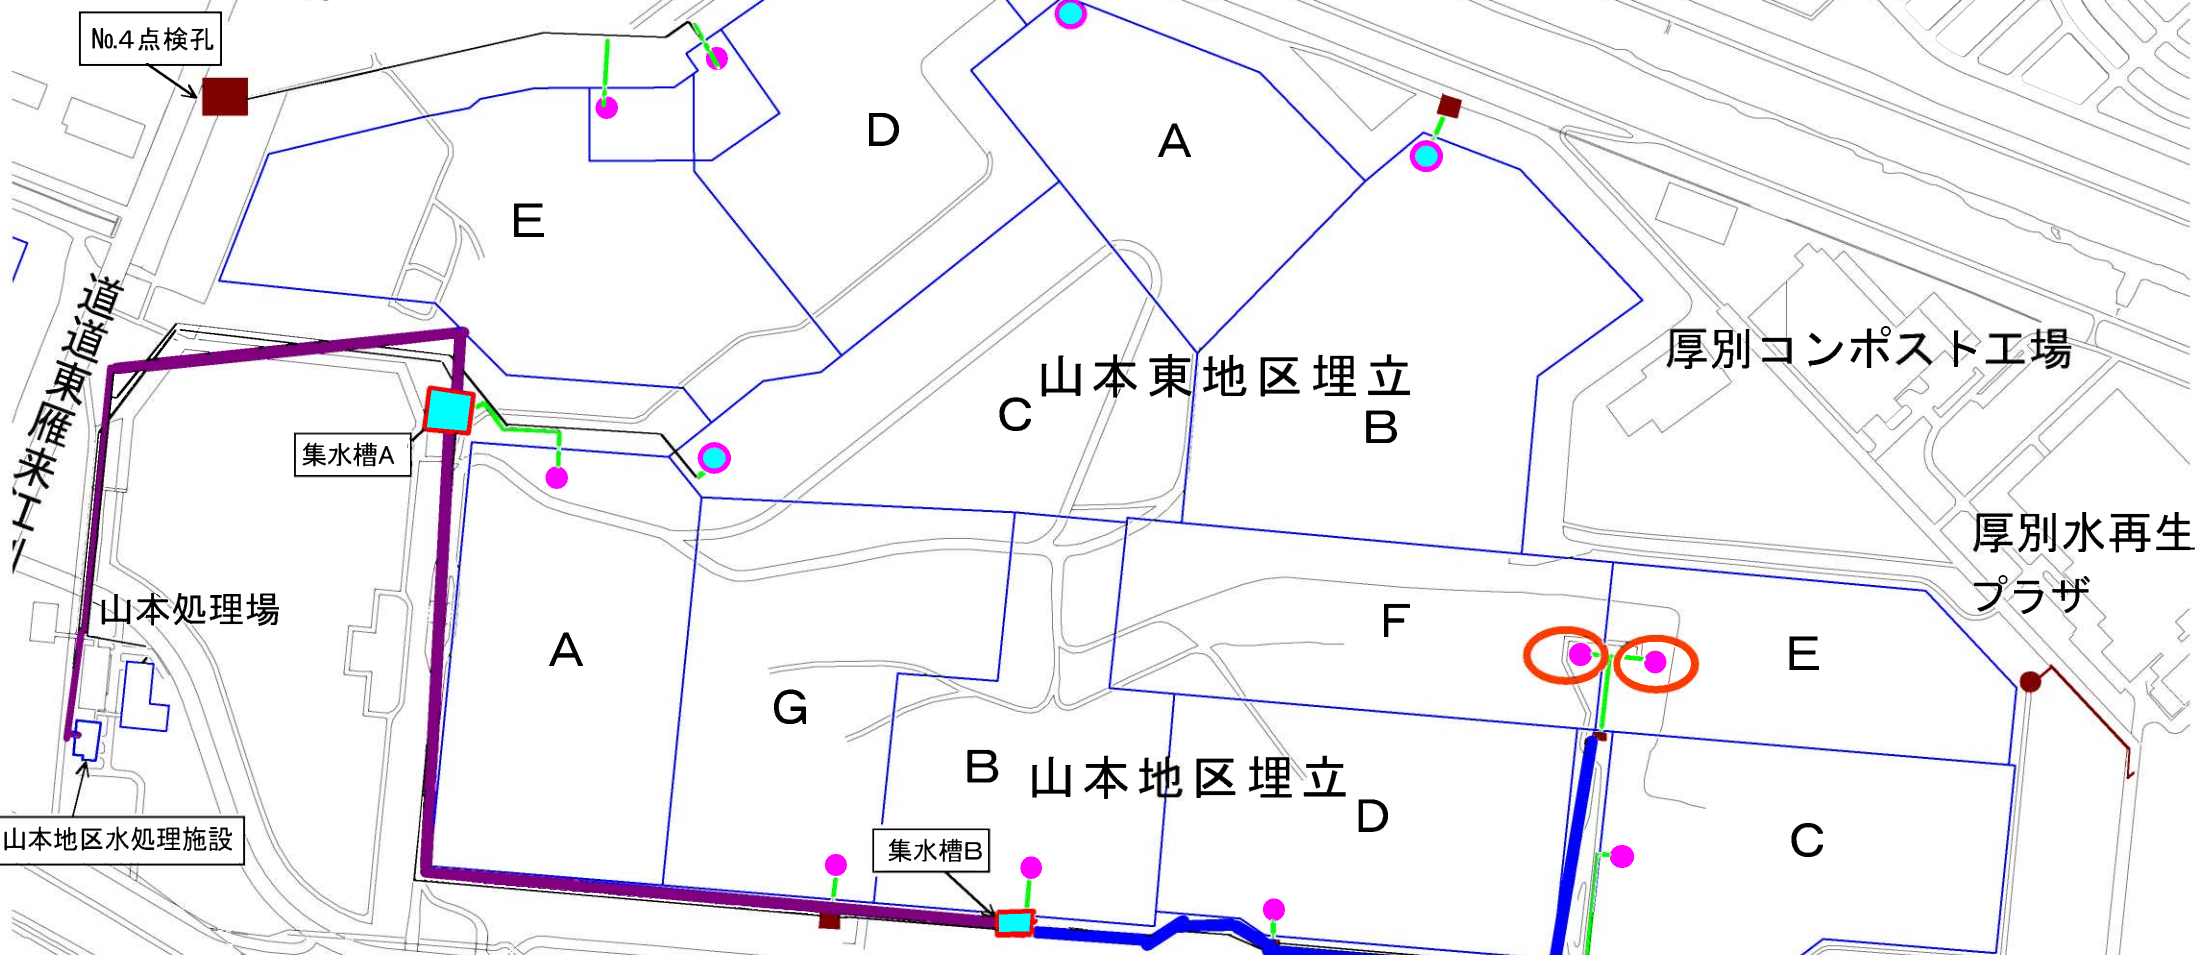 №4点検孔
D
A
E
道道東雁来江別
厚別コンポスト工場
山本東地区埋立
C
B
集水槽A
厚別水再生
プラザ
山本処理場
F
A
E
G
B
山本地区埋立
D
山本地区水処理施設
集水槽B
C